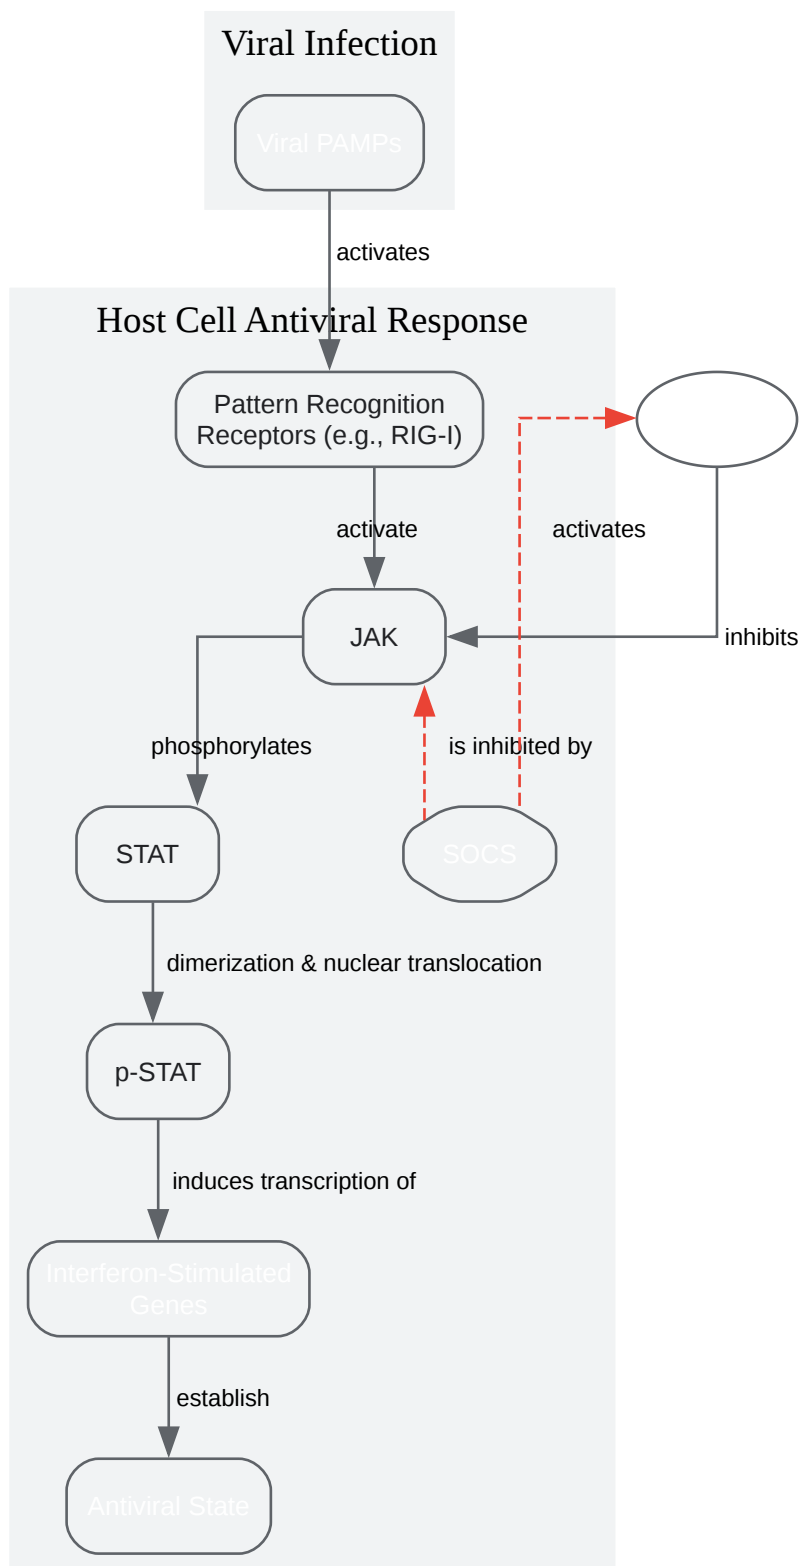 Viral Infection
Viral PAMPs
activates
Host Cell Antiviral Response
Pattern Recognition
Receptors (e.g., RIG-I)
activate
activates
JAK
inhibits
phosphorylates
is inhibited by
STAT
SOCS
dimerization & nuclear translocation
p-STAT
induces transcription of
Interferon-Stimulated
Genes
establish
Antiviral State